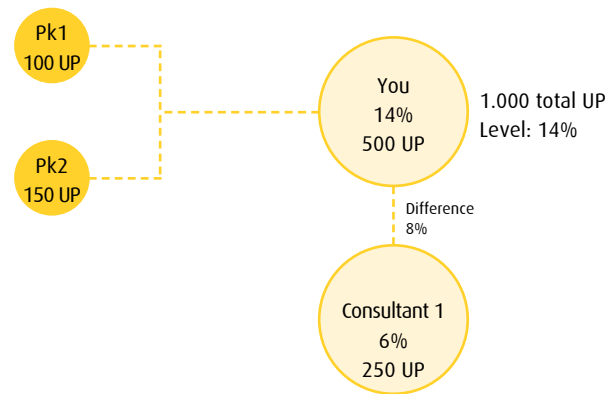 Pk1
100 UP
Pk2
150 UP
You
14%
500 UP
1.000 total UP
Level: 14%
Difference
8%
Consultant 1
6%
250 UP